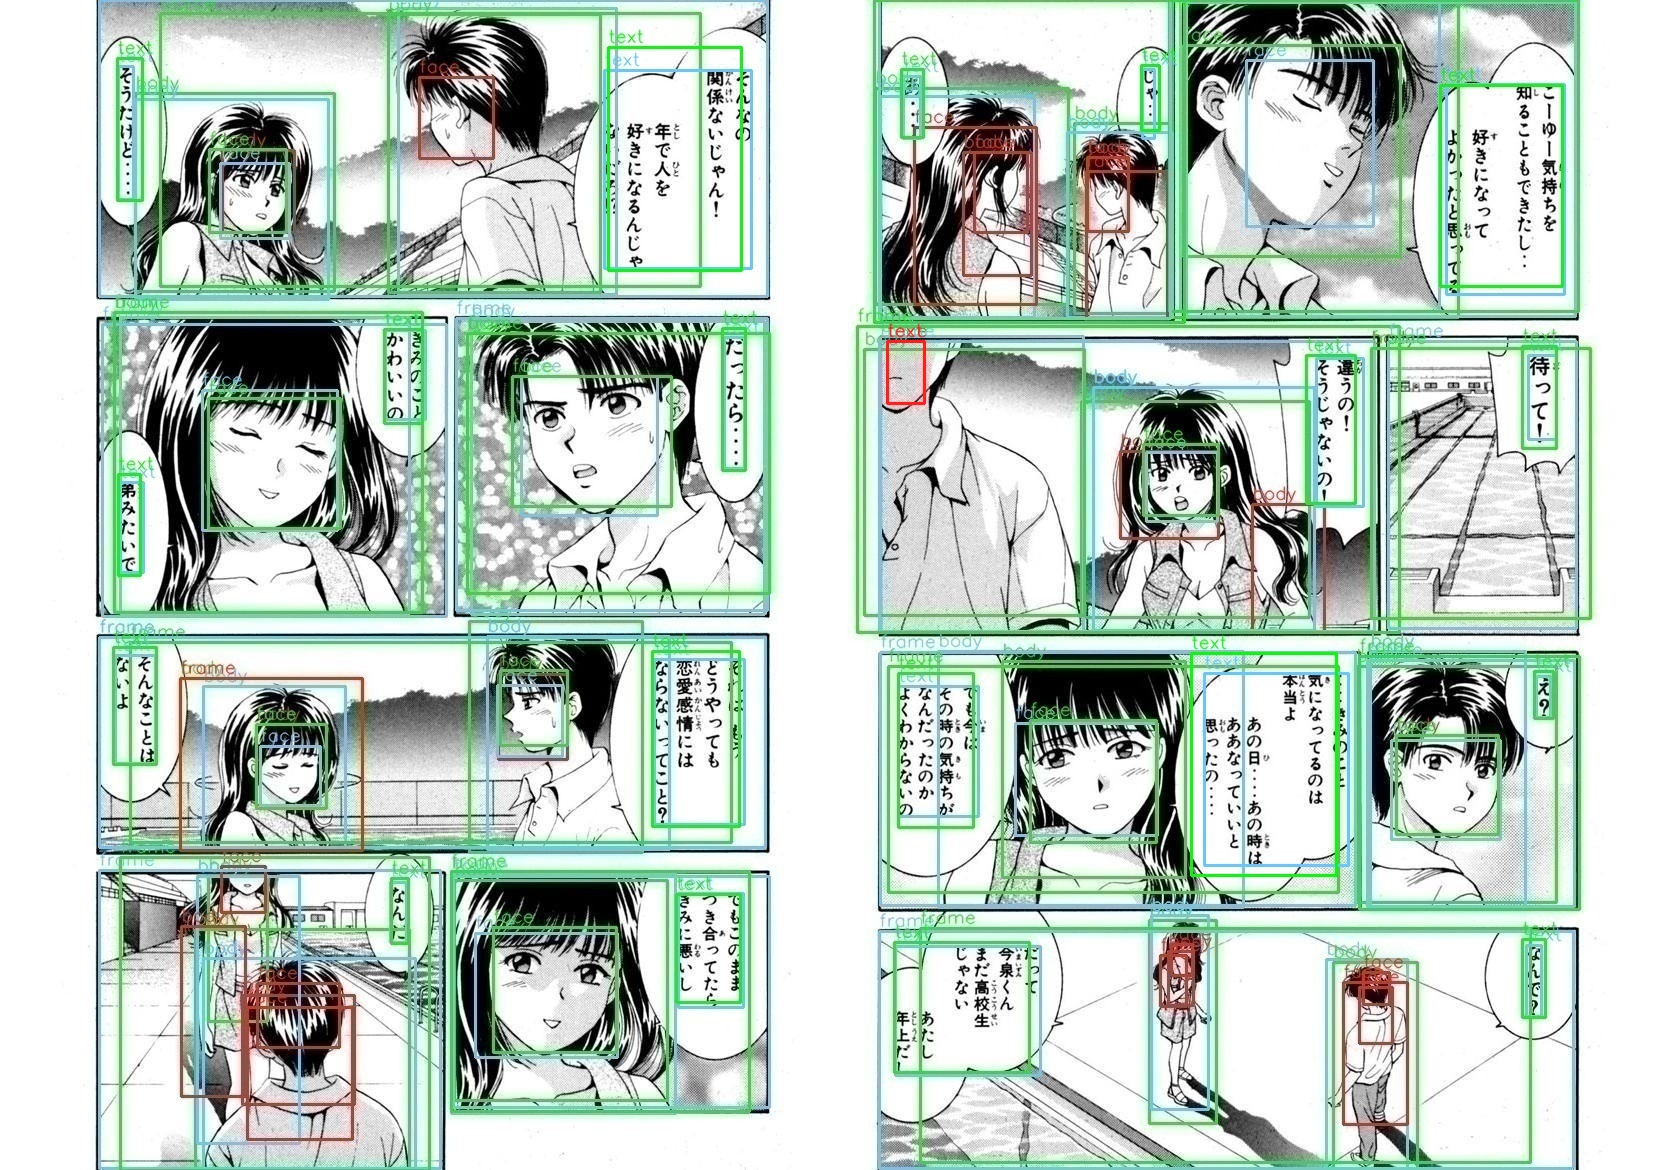 こーゆー気持ちを
知ることもできたし‥
好きになって
よかったと思ってる
じゃ‥
待って!
違うの!
そうじゃないの!
え?
きみのこと
気になってるのは
本当よ
あの日‥‥あの時は
ああなっていいと
思ったの‥‥
でも今は
その時の気持ちが
なんだったのか
よくわからないの
なんで?
だって
今泉くん
まだ高校生
じゃない
あたし
年上だ
そんなの
関係ないじゃん!
年で人を
好きになるんじゃ
そうだけど‥‥
だったら‥‥
きみのこと
かわいいの
弟みたいで
どうやっても
恋愛感情には
ならないってこと?
そんなことは
ないよ
でもこのまま
つき合ってたら
きみに悪いし
なんだ
text
face
body
frame